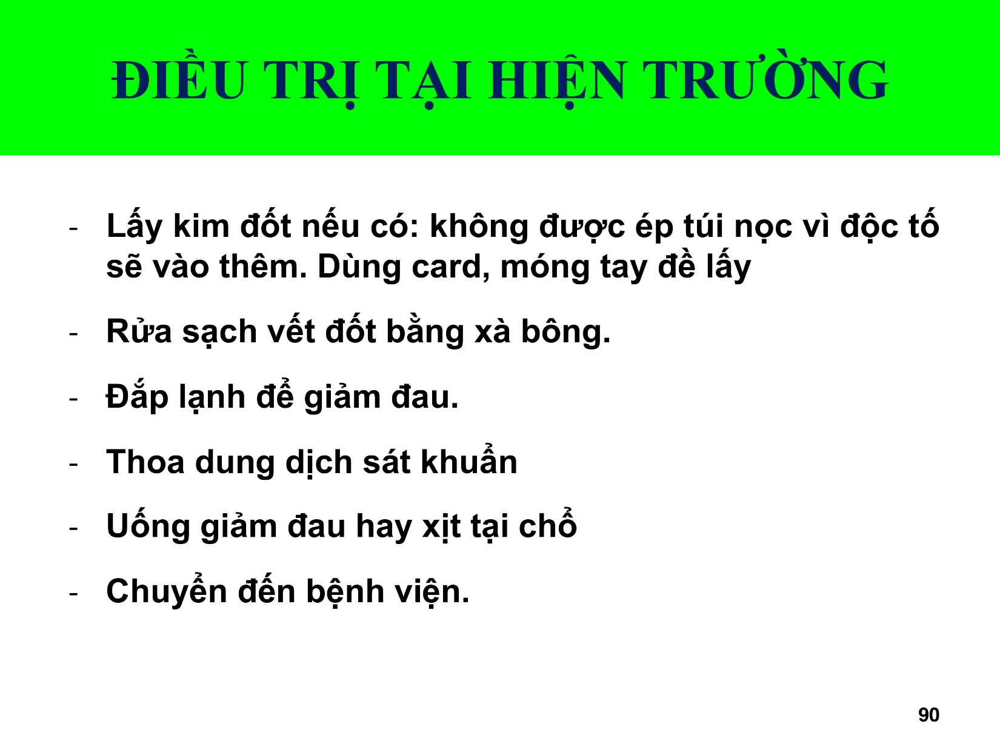 ĐIỀU TRỊ TẠI HIỆN TRƯỜNG
- Lấy kim đốt nếu có: không được ép túi nọc vì độc tố
sẽ vào thêm. Dùng card, móng tay đề lấy
- Rửa sạch vết đốt bằng xà bông.
- Đắp lạnh để giảm đau.
- Thoa dung dịch sát khuẩn
- Uống giảm đau hay xịt tại chổ
- Chuyển đến bệnh viện.
90